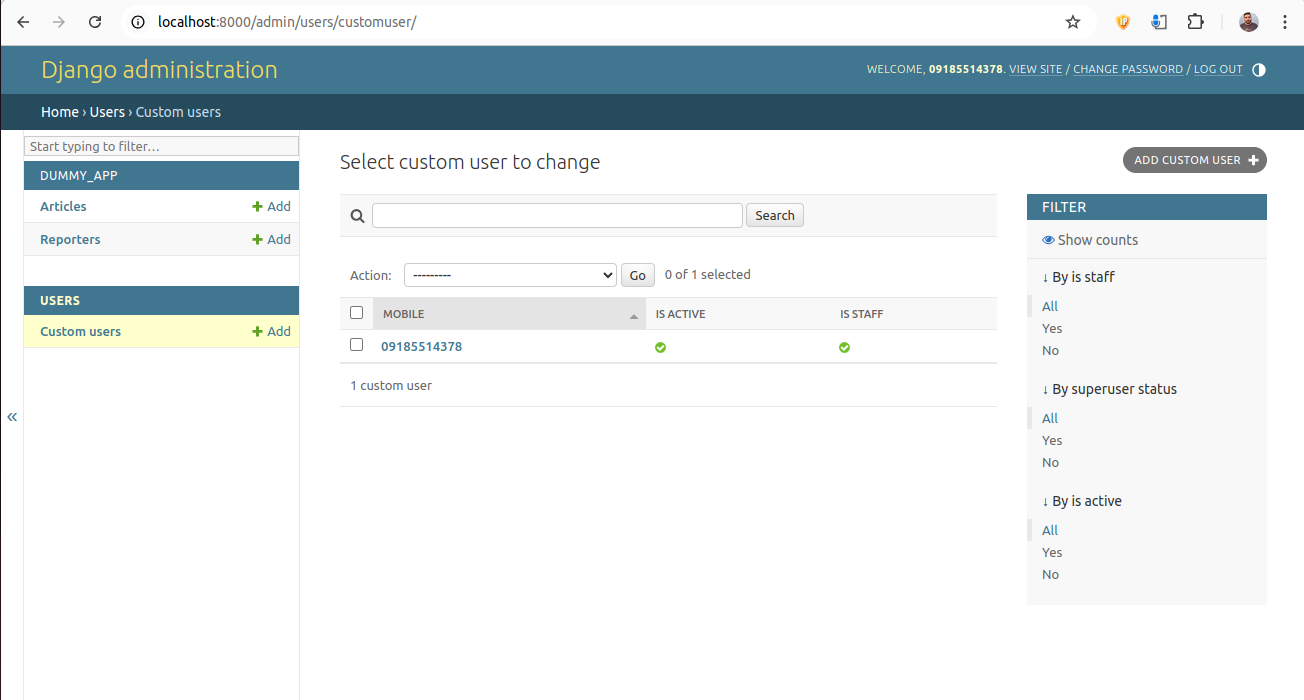 localhost:8000/admin/users/customuser/
Django administration
WELCOME, 09185514378. VIEW SITE / CHANGE PASSWORD / LOG OUT
Home › Users › Custom users
Start typing to filter...
DUMMY_APP
Articles + Add
Reporters + Add
USERS
Custom users + Add
«
Select custom user to change
ADD CUSTOM USER +
Search
Action: --------- Go 0 of 1 selected
MOBILE IS ACTIVE IS STAFF
09185514378
1 custom user
FILTER
Show counts
↓ By is staff
All
Yes
No
↓ By superuser status
All
Yes
No
↓ By is active
All
Yes
No